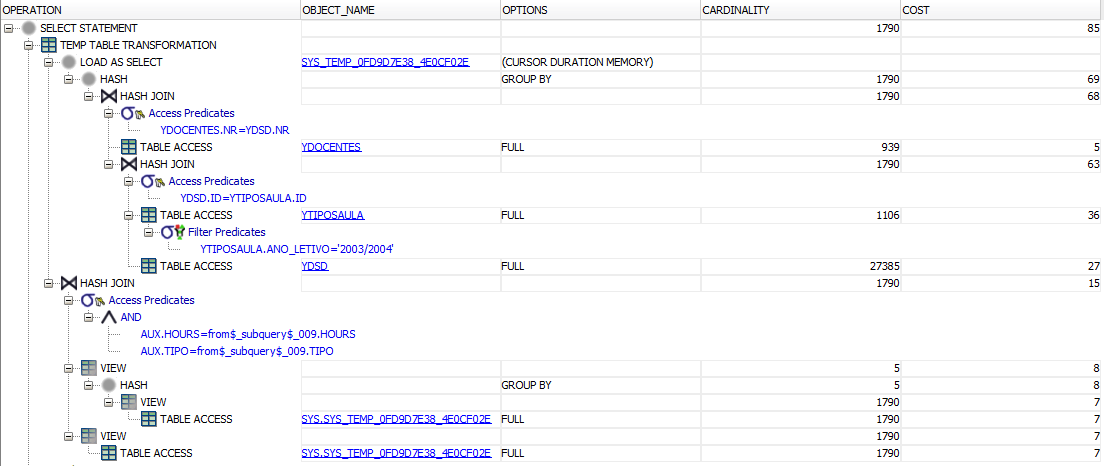 OPERATION OBJECT_NAME OPTIONS CARDINALITY COST
SELECT STATEMENT 1790 85
TEMP TABLE TRANSFORMATION
LOAD AS SELECT SYS_TEMP_0FD9D7E38_4E0CF02E (CURSOR DURATION MEMORY)
HASH GROUP BY 1790 69
HASH JOIN 1790 68
Access Predicates
YDOCENTES.NR=YDSD.NR
TABLE ACCESS YDOCENTES FULL 939 5
HASH JOIN 1790 63
Access Predicates
YDSD.ID=YTIPOSAULA.ID
TABLE ACCESS YTIPOSAULA FULL 1106 36
Filter Predicates
YTIPOSAULA.ANO_LETIVO='2003/2004'
TABLE ACCESS YDSD FULL 27385 27
HASH JOIN 1790 15
Access Predicates
AND
AUX.HOURS=from$_subquery$_009.HOURS
AUX.TIPO=from$_subquery$_009.TIPO
VIEW 5 8
HASH GROUP BY 5 8
VIEW 1790 7
TABLE ACCESS SYS.SYS_TEMP_0FD9D7E38_4E0CF02E FULL 1790 7
VIEW 1790 7
TABLE ACCESS SYS.SYS_TEMP_0FD9D7E38_4E0CF02E FULL 1790 7